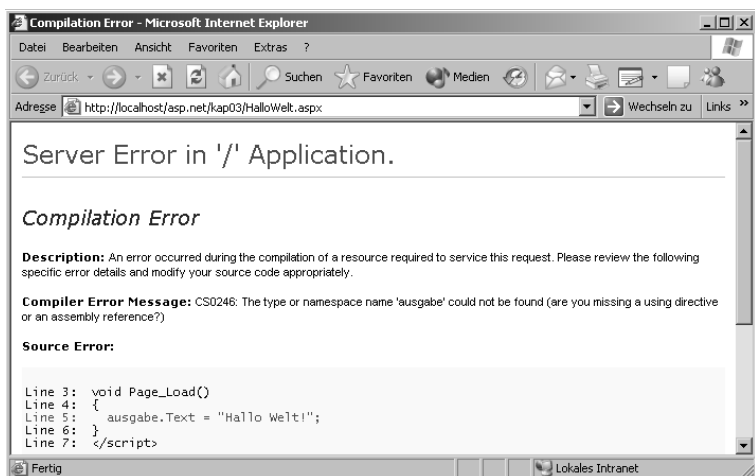 Compilation Error - Microsoft Internet Explorer
Datei Bearbeiten Ansicht Favoriten Extras ?
Zurück Suchen Favoriten Medien
Adresse http://localhost/asp.net/kap03/HalloWelt.aspx Wechseln zu Links »
Server Error in '/' Application.
Compilation Error
Description: An error occurred during the compilation of a resource required to service this request. Please review the following
specific error details and modify your source code appropriately.
Compiler Error Message: CS0246: The type or namespace name 'ausgabe' could not be found (are you missing a using directive
or an assembly reference?)
Source Error:
Line 3: void Page_Load()
Line 4: {
Line 5: ausgabe.Text = "Hallo Welt!";
Line 6: }
Line 7: </script>
Fertig Lokales Intranet